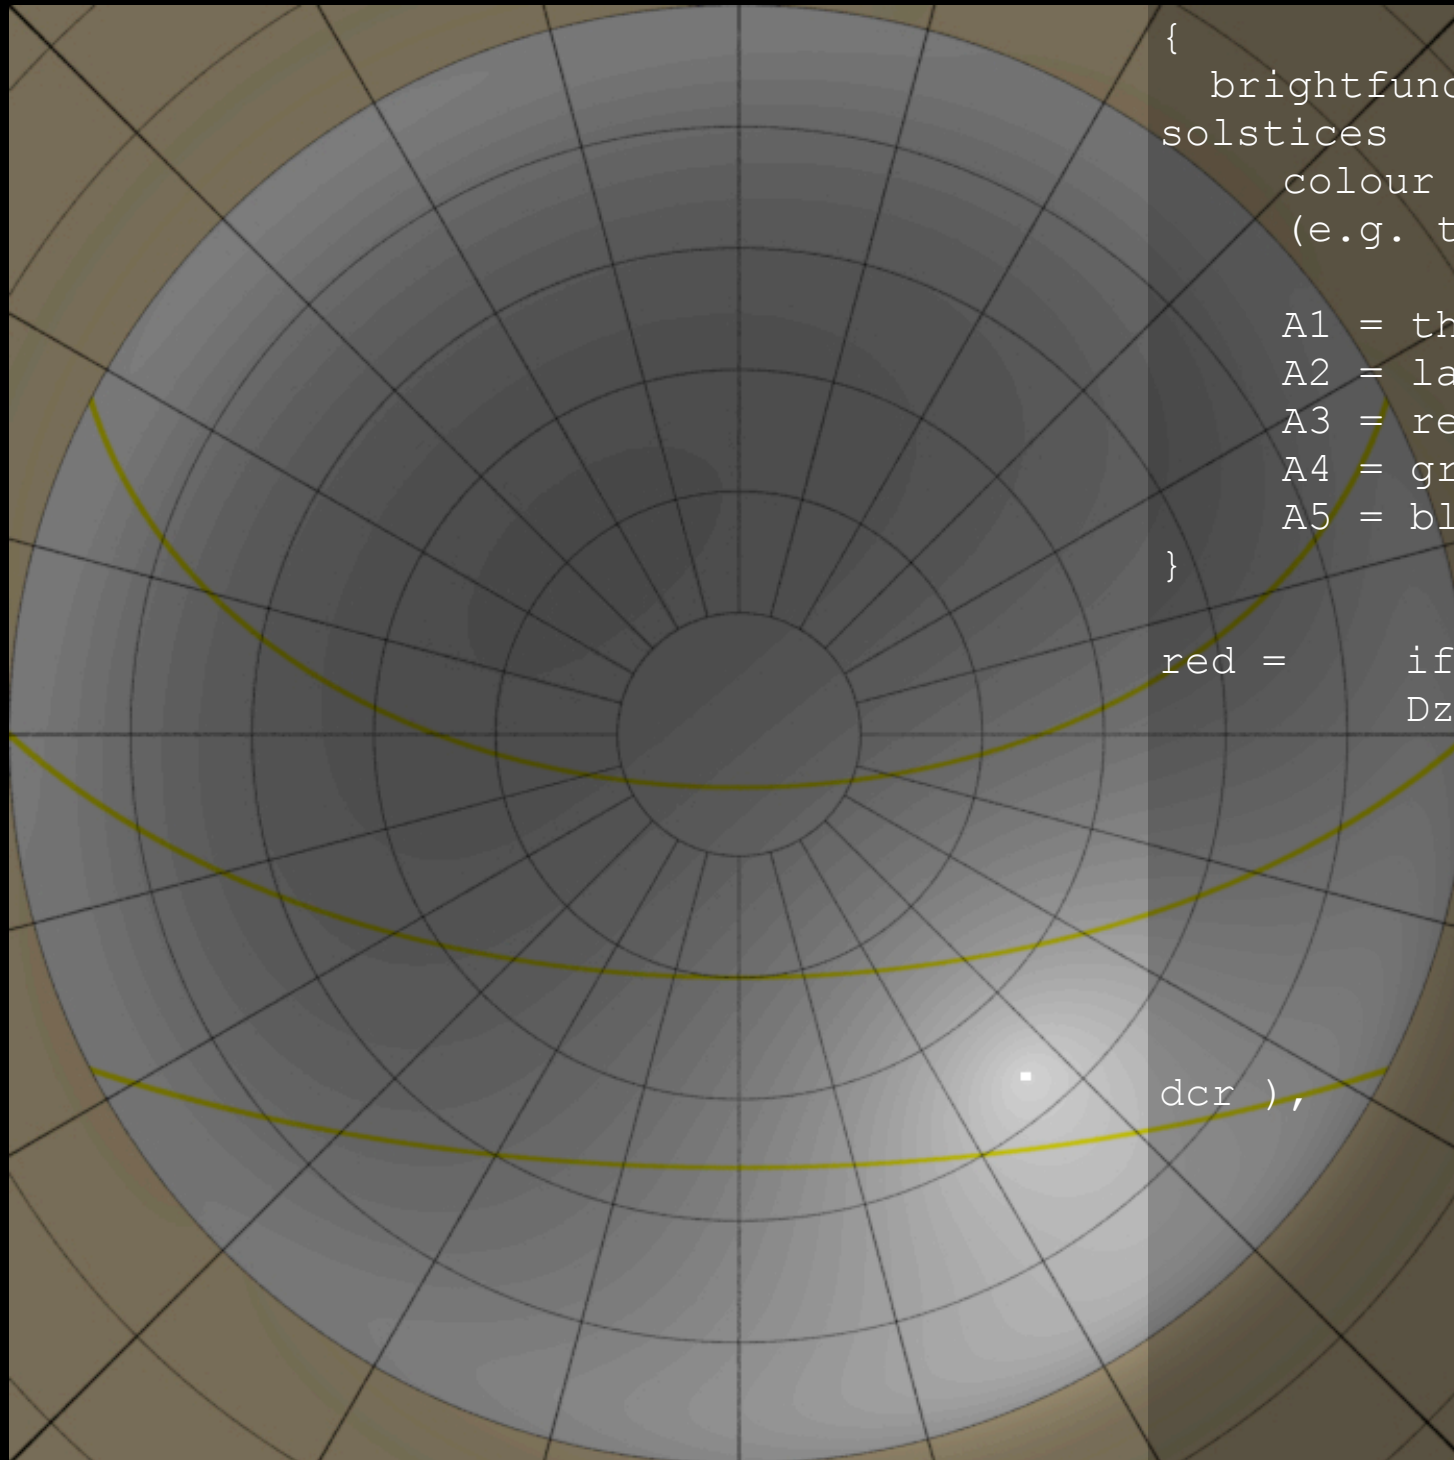 {
brightfunc
solstices
colour
(e.g. t
A1 = th
A2 = la
A3 = re
A4 = gr
A5 = bl
}
red = if
Dz
dcr ),